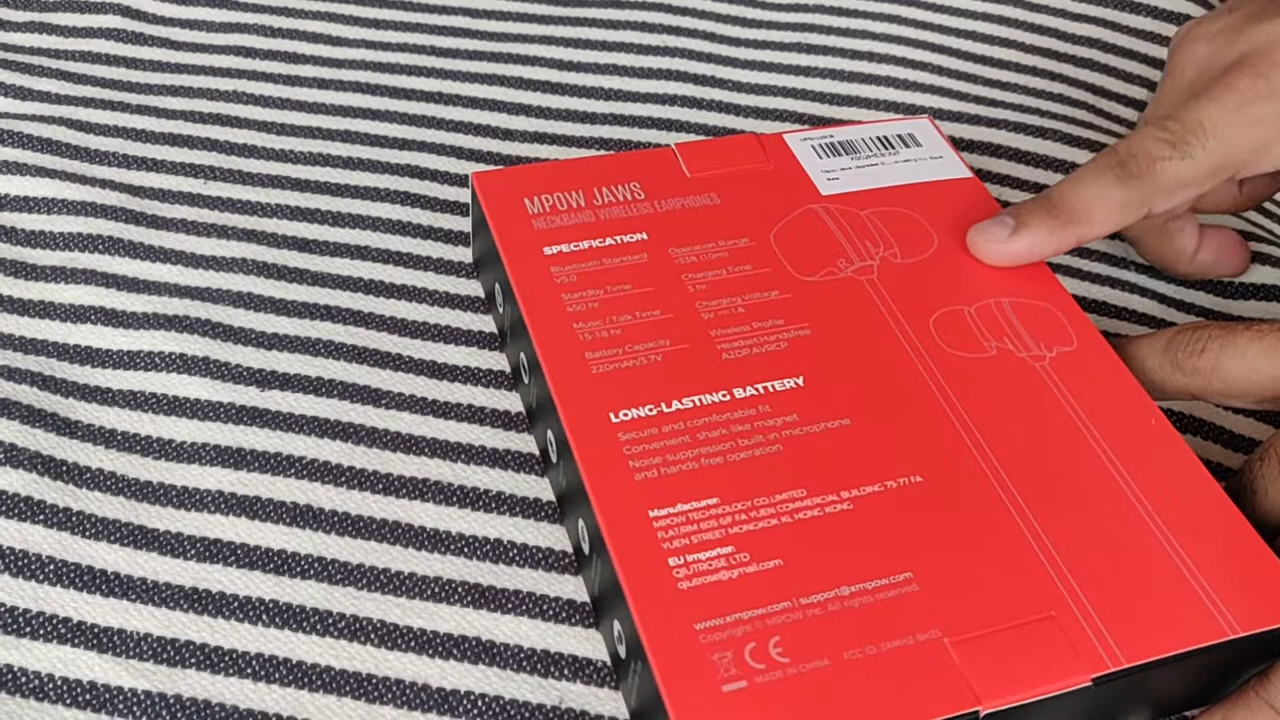 MPOW JAWS
NECKBAND WIRELESS EARPHONES
SPECIFICATION
Bluetooth Standard
V5.0
Standby Time
450 hr
Music / Talk Time
15-18 hr
Battery Capacity
220mAh/3.7V
Operation Range
≈33ft (10m)
Charging Time
3 hr
Charging Voltage
5V 1A
Wireless Profile
Headset,Handsfree
A2DP,AVRCP
LONG-LASTING BATTERY
Secure and comfortable fit
Convenient shark-like magnet
Noise-suppression built-in microphone
and hands-free operation
Manufacturer:
MPOW TECHNOLOGY CO.,LIMITED
FLAT/RM 605 6/F FA YUEN COMMERCIAL BUILDING 75-77 FA
YUEN STREET MONGKOK KL HONG KONG
EU Importer:
QIUTROSE LTD
qiutrose@gmail.com
www.xmpow.com | support@xmpow.com
Copyright © MPOW Inc. All rights reserved.
CE
MADE IN CHINA FCC ID:
New
R